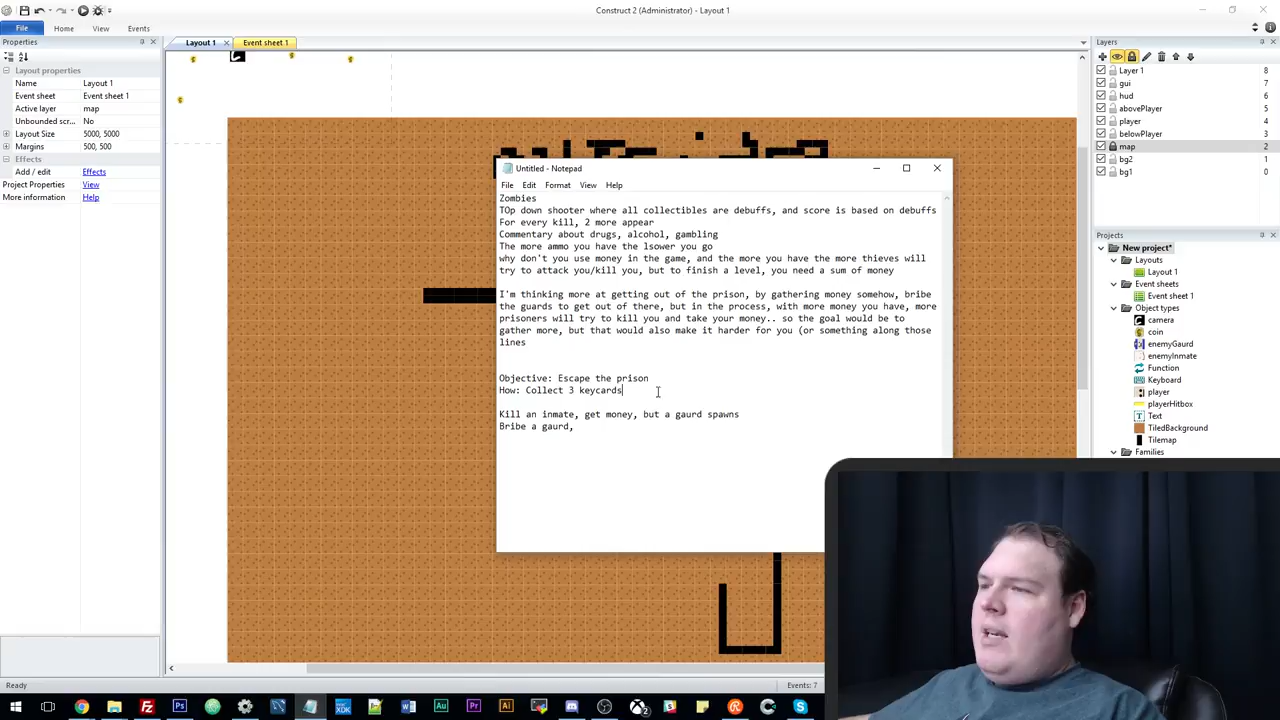 Construct 2 (Administrator) - Layout 1
File Home View Events
Properties
Layout 1
Event sheet 1
Layout properties
Name Layout 1
Event sheet Event sheet 1
Active layer map
Unbounded scr... No
Layout Size 5000, 5000
Margins 500, 500
Effects
Add / edit Effects
Project Properties View
More information Help
Untitled - Notepad
File Edit Format View Help
Zombies
TOp down shooter where all collectibles are debuffs, and score is based on debuffs
For every kill, 2 more appear
Commentary about drugs, alcohol, gambling
The more ammo you have the lsower you go
why don't you use money in the game, and the more you have the more thieves will
try to attack you/kill you, but to finish a level, you need a sum of money
I'm thinking more at getting out of the prison, by gathering money somehow, bribe
the guards to get out of there, but in the process, with more money you have, more
prisoners will try to kill you and take your money.. so the goal would be to
gather more, but that would also make it harder for you (or something along those
lines
Objective: Escape the prison
How: Collect 3 keycards
Kill an inmate, get money, but a gaurd spawns
Bribe a gaurd,
Layers
Layer 1 8
gui 7
hud 6
abovePlayer 5
player 4
belowPlayer 3
map 2
bg2 1
bg1 0
Projects
New project*
Layouts
Layout 1
Event sheets
Event sheet 1
Object types
camera
coin
enemyGaurd
enemyInmate
Function
Keyboard
player
playerHitbox
Text
TiledBackground
Tilemap
Families
Ready
Events: 7